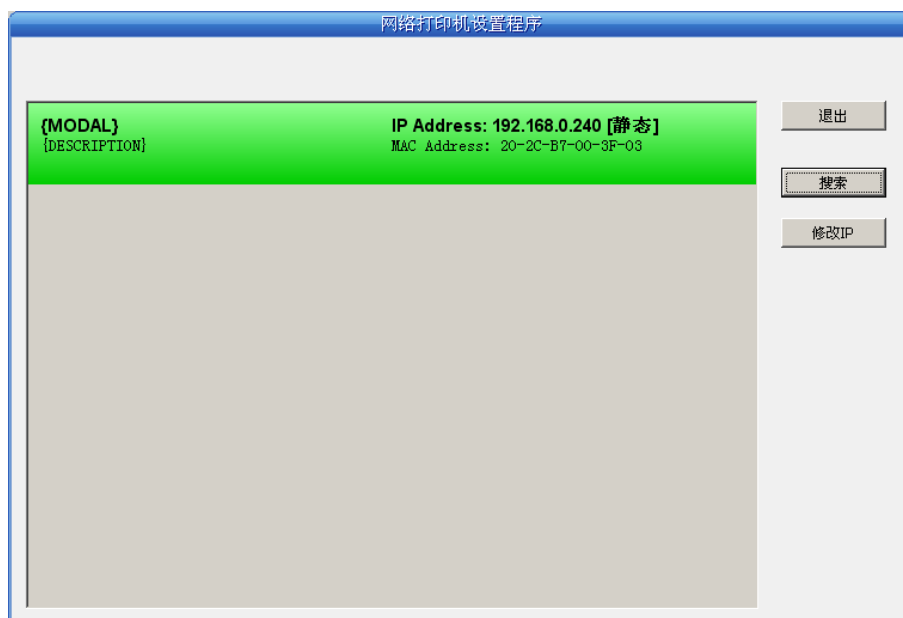 网络打印机设置程序
{MODAL}
{DESCRIPTION}
IP Address: 192.168.0.240 [静态]
MAC Address: 20-2C-B7-00-3F-03
退出
搜索
修改IP